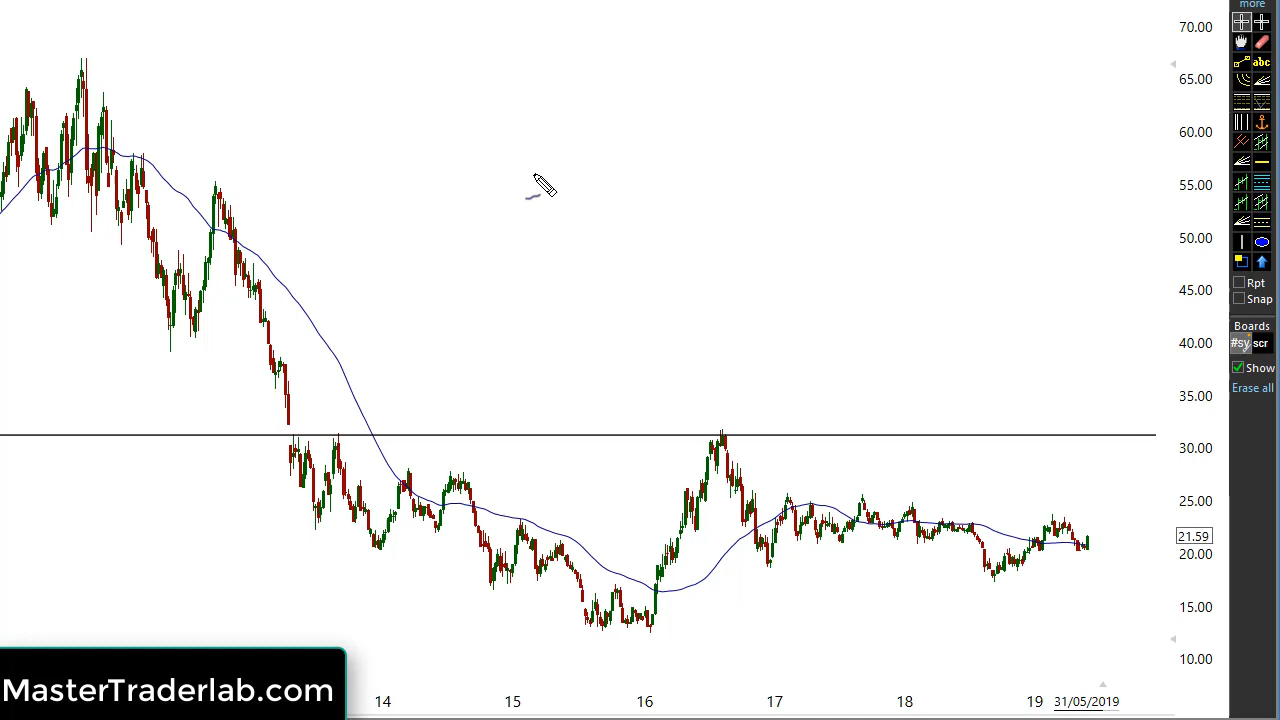 more
70.00
65.00
abc
60.00
55.00
50.00
45.00
Rpt
Snap
Boards
40.00
#sy
scr
Show
Erase all
35.00
30.00
25.00
21.59
20.00
15.00
10.00
MasterTraderlab.com
14 15 16 17 18 19 31/05/2019